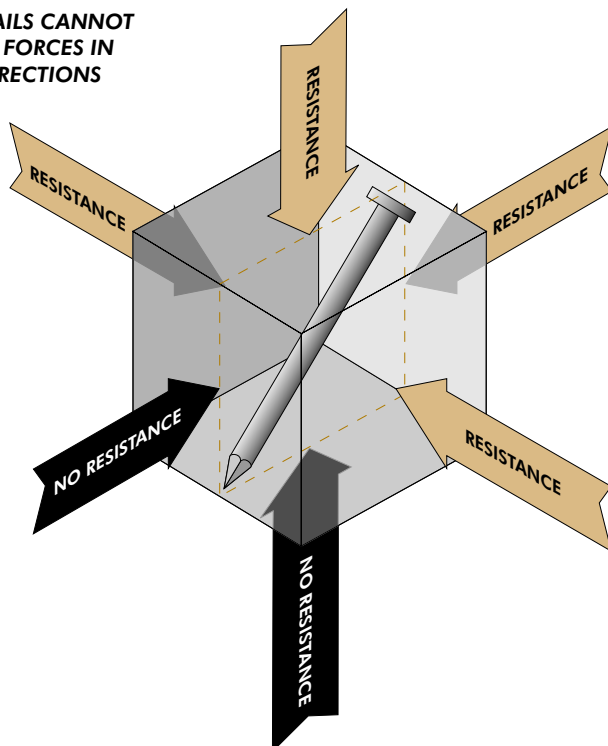 AILS CANNOT
FORCES IN
RECTIONS
RESISTANCE
RESISTANCE
RESISTANCE
NO RESISTANCE
RESISTANCE
NO RESISTANCE